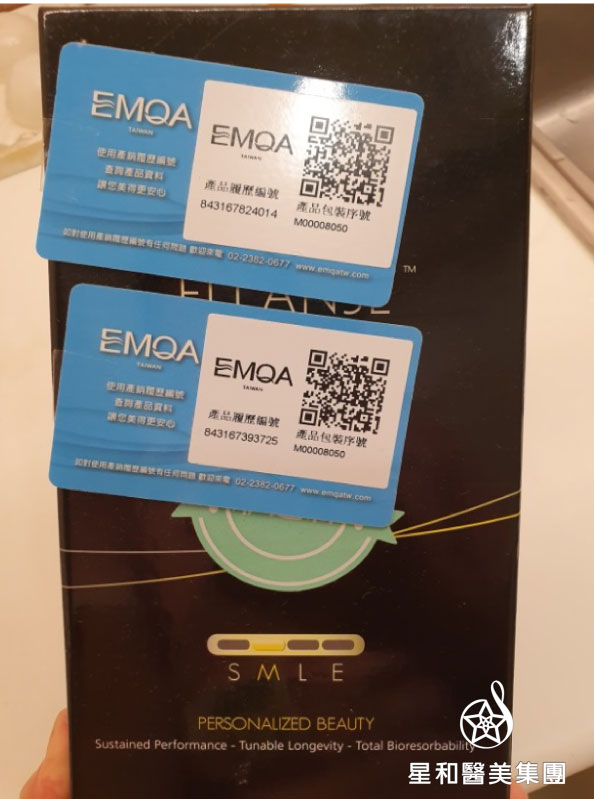 EMQA
TAIWAN
使用產銷履歷編號
查詢產品資料
讓您美得更安心
EMQA
TAIWAN
產品履歷編號
843167824014
產品包裝序號
M00008050
如對使用產銷履歷編號有任何問題 歡迎來電 02-2382-0677 www.emqatw.com
TM
EMQA
TAIWAN
使用產銷履歷編號
查詢產品資料
讓您美得更安心
EMQA
TAIWAN
產品履歷編號
843167393725
產品包裝序號
M00008050
如對使用產銷履歷編號有任何問題 歡迎來電 02-2382-0677 www.emqatw.com
S M L E
PERSONALIZED BEAUTY
Sustained Performance - Tunable Longevity - Total Bioresorbability
星和醫美集團